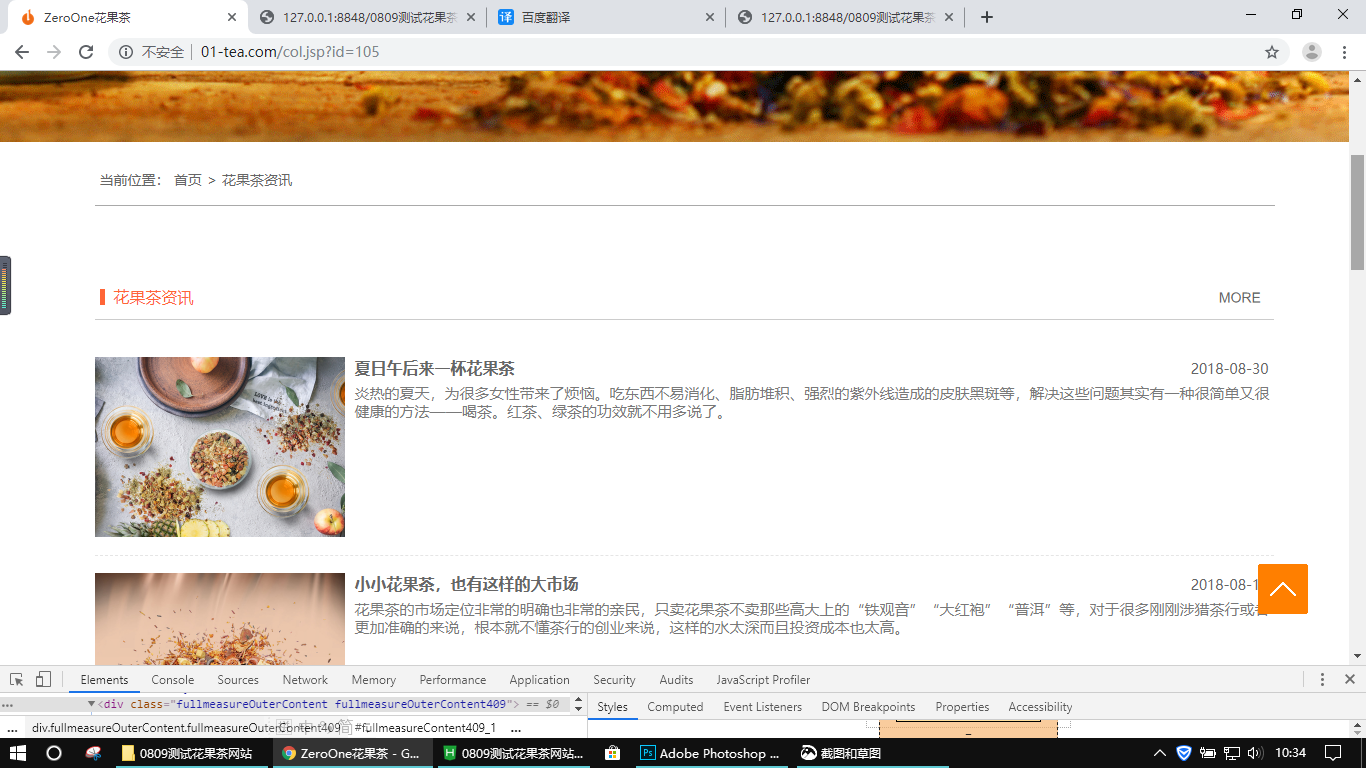 ZeroOne花果茶
127.0.0.1:8848/0809测试花果茶
百度翻译
127.0.0.1:8848/0809测试花果茶
不安全
01-tea.com/col.jsp?id=105
当前位置： 首页 > 花果茶资讯
花果茶资讯
MORE
夏日午后来一杯花果茶
2018-08-30
炎热的夏天，为很多女性带来了烦恼。吃东西不易消化、脂肪堆积、强烈的紫外线造成的皮肤黑斑等，解决这些问题其实有一种很简单又很
健康的方法——喝茶。红茶、绿茶的功效就不用多说了。
小小花果茶，也有这样的大市场
2018-08-1
花果茶的市场定位非常的明确也非常的亲民，只卖花果茶不卖那些高大上的“铁观音”“大红袍”“普洱”等，对于很多刚刚涉猎茶行或者
更加准确的来说，根本就不懂茶行的创业来说，这样的水太深而且投资成本也太高。
Elements Console Sources Network Memory Performance Application Security Audits JavaScript Profiler
... <div class="fullmeasureOuterContent fullmeasureOuterContent409"> == $0
Styles Computed Event Listeners DOM Breakpoints Properties Accessibility
... div.fullmeasureOuterContent.fullmeasureOuterContent409 #fullmeasureContent409_1 ...
0809测试花果茶网站
ZeroOne花果茶 - G...
0809测试花果茶网站...
Adobe Photoshop ...
截图和草图
10:34